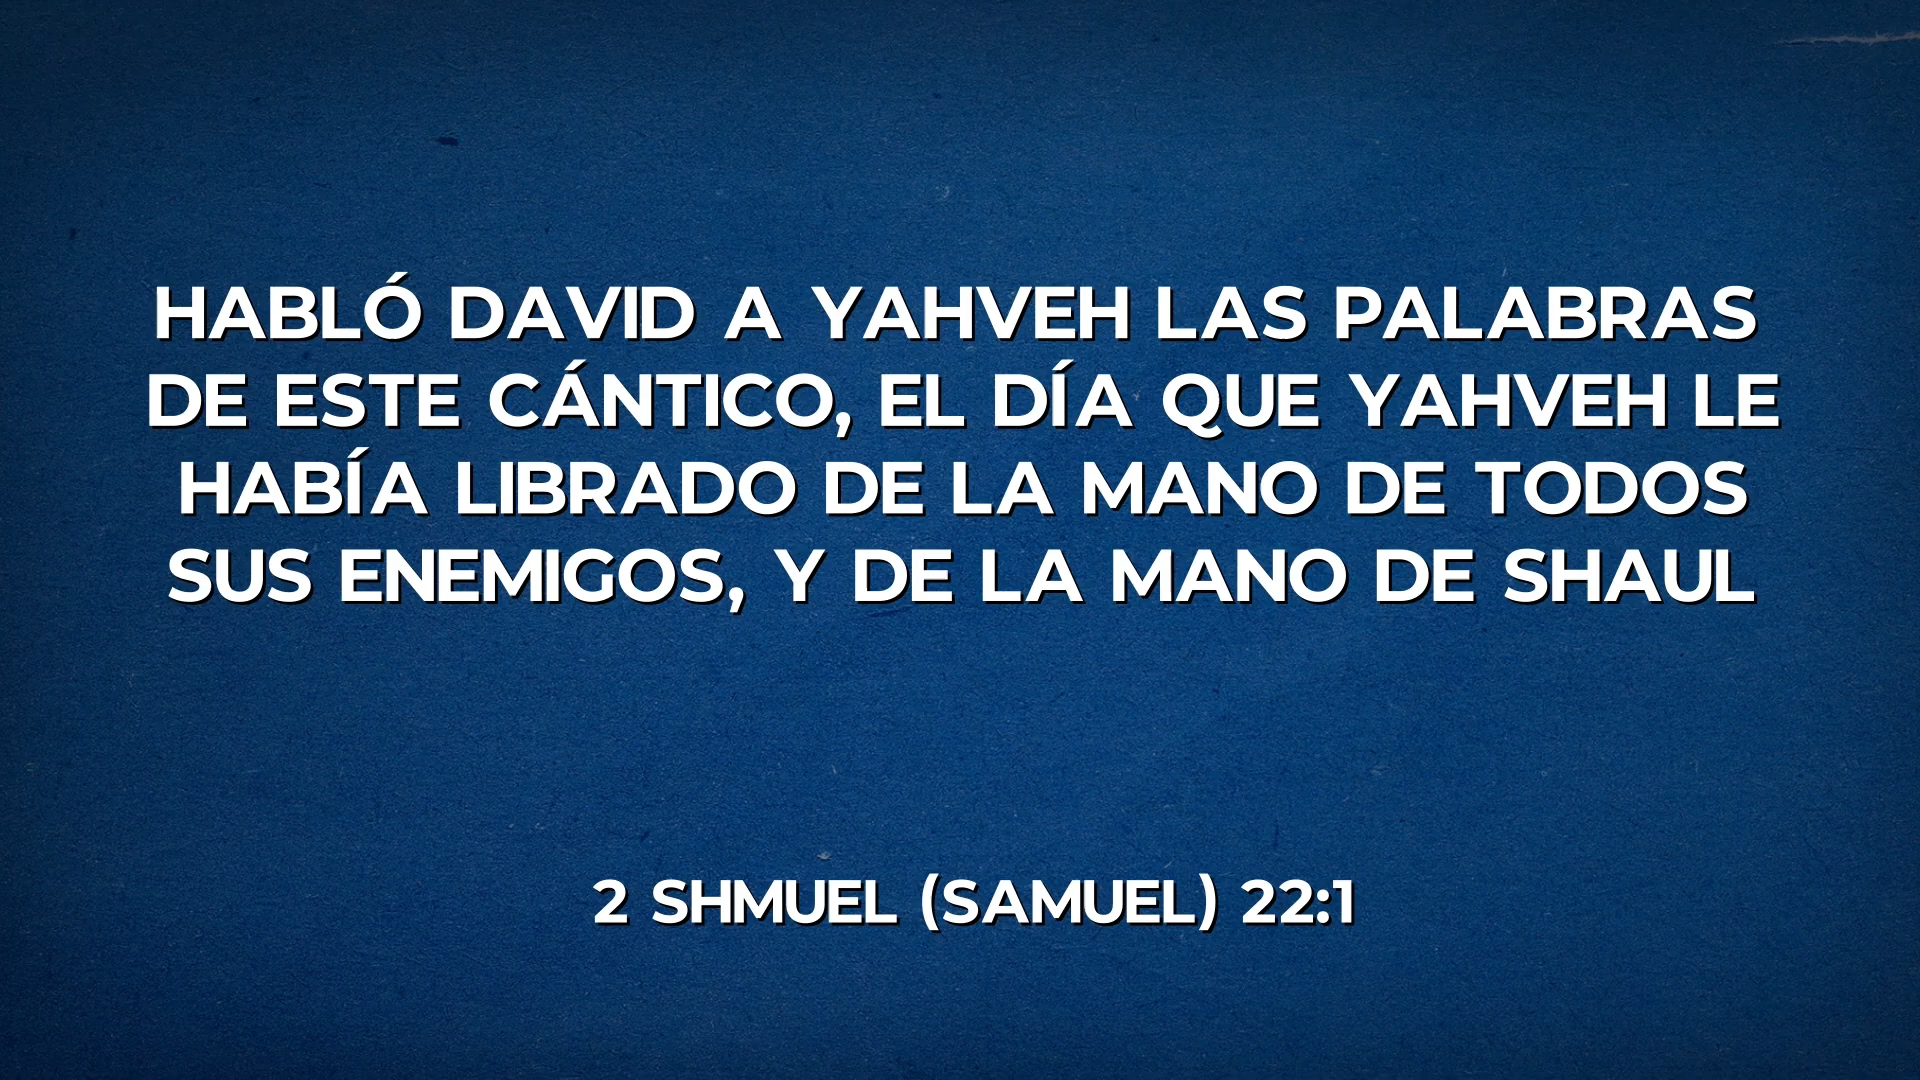 HABLÓ DAVID A YAHVEH LAS PALABRAS
DE ESTE CÁNTICO, EL DÍA QUE YAHVEH LE
HABÍA LIBRADO DE LA MANO DE TODOS
SUS ENEMIGOS, Y DE LA MANO DE SHAUL
2 SHMUEL (SAMUEL) 22:1